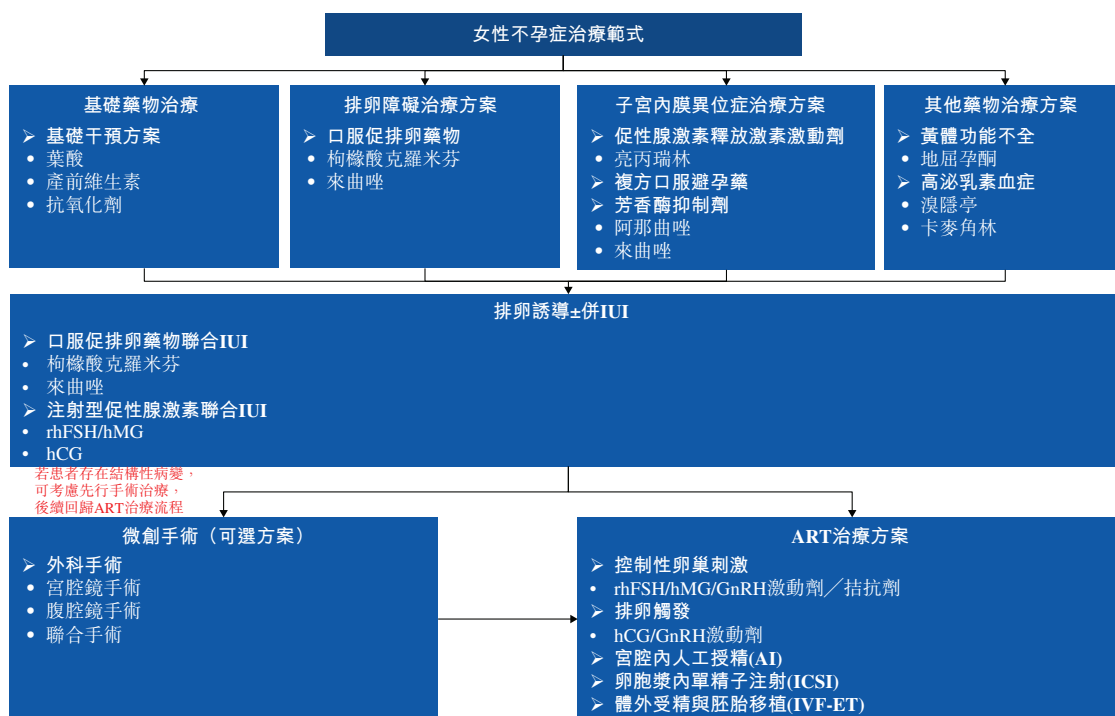 女性不孕症治療範式
基礎藥物治療
➢ 基礎干預方案
• 葉酸
• 產前維生素
• 抗氧化劑
排卵障礙治療方案
➢ 口服促排卵藥物
• 枸櫞酸克羅米芬
• 來曲唑
子宮內膜異位症治療方案
➢ 促性腺激素釋放激素激動劑
• 亮丙瑞林
➢ 複方口服避孕藥
➢ 芳香酶抑制劑
• 阿那曲唑
• 來曲唑
其他藥物治療方案
➢ 黃體功能不全
• 地屈孕酮
➢ 高泌乳素血症
• 溴隱亭
• 卡麥角林
排卵誘導±併IUI
➢ 口服促排卵藥物聯合IUI
• 枸櫞酸克羅米芬
• 來曲唑
➢ 注射型促性腺激素聯合IUI
• rhFSH/hMG
• hCG
若患者存在結構性病變，
可考慮先行手術治療，
後續回歸ART治療流程
微創手術（可選方案）
➢ 外科手術
• 宮腔鏡手術
• 腹腔鏡手術
• 聯合手術
ART治療方案
➢ 控制性卵巢刺激
• rhFSH/hMG/GnRH激動劑／拮抗劑
➢ 排卵觸發
• hCG/GnRH激動劑
➢ 宮腔內人工授精(AI)
➢ 卵胞漿內單精子注射(ICSI)
➢ 體外受精與胚胎移植(IVF-ET)